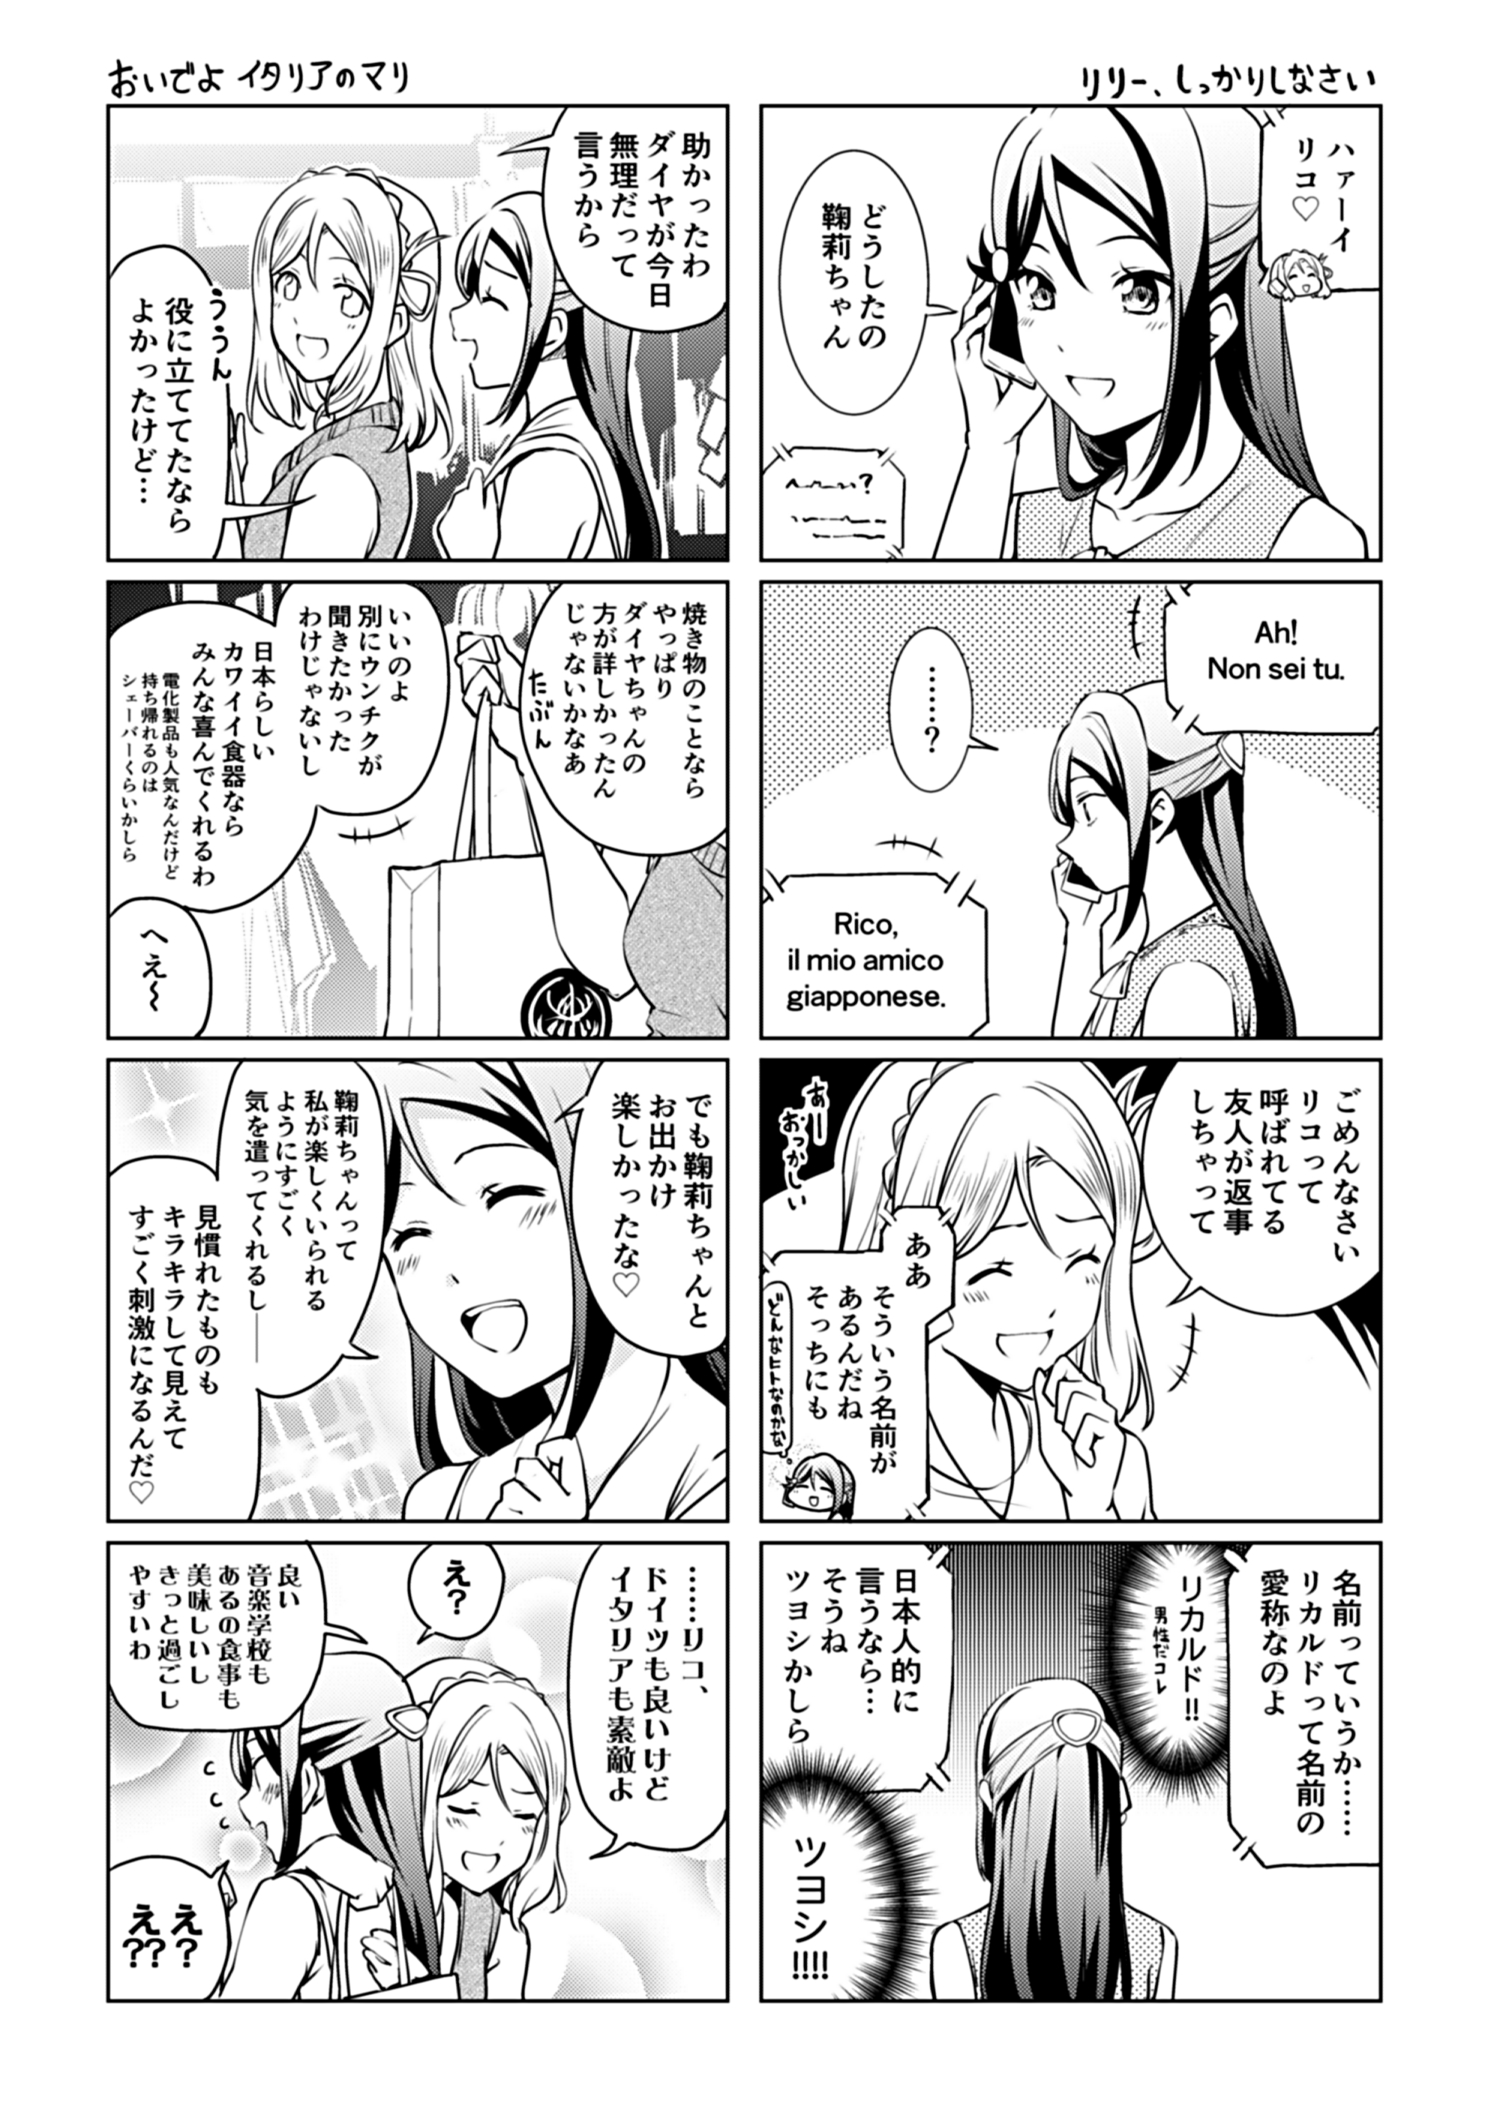 リリー、しっかりしなさい
ハァーイ
リコ♡
どうしたの
鞠莉ちゃん
Ah!
Non sei tu.
……?
Rico,
il mio amico
giapponese.
ごめんなさい
リコって
呼ばれてる
友人が返事
しちゃって
あー
おっかしい
ああ
そういう名前が
あるんだね
そっちにも
どんなヒトなのかな
名前っていうか……
リカルドって名前の
愛称なのよ
リカルド!!
男性だコレ
日本人的に
言うなら…
そうね
ツヨシかしら
ツヨシ!!!!
おいでよ イタリアのマリ
助かったわ
ダイヤが今日
無理だって
言うから
ううん
役に立ててたなら
よかったけど…
焼き物のことなら
やっぱり
ダイヤちゃんの
方が詳しかったん
じゃないかなあ
たぶん
いいのよ
別にウンチクが
聞きたかった
わけじゃないし
日本らしい
カワイイ食器なら
みんな喜んでくれるわ
電化製品も人気なんだけど
持ち帰れるのは
シェーバーくらいかしら
へえ〜
でも鞠莉ちゃんと
お出かけ
楽しかったな♡
鞠莉ちゃんって
私が楽しくいられる
ようにすごく
気を遣ってくれるし――
見慣れたものも
キラキラして見えて
すごく刺激になるんだ♡
……リコ、
ドイツも良いけど
イタリアも素敵よ
え?
良い
音楽学校も
あるの食事も
美味しいし
きっと過ごし
やすいわ
え?
え??